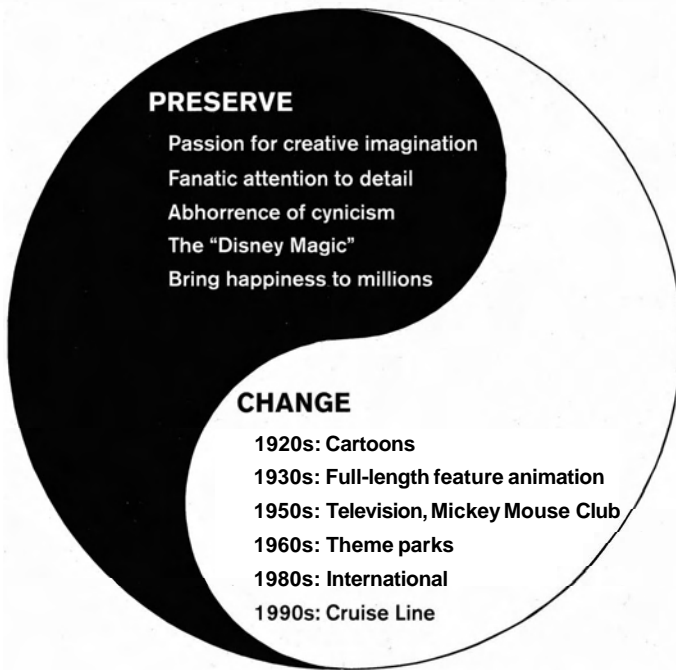 PRESERVE
Passion for creative imagination
Fanatic attention to detail
Abhorrence of cynicism
The “Disney Magic”
Bring happiness to millions
CHANGE
1920s: Cartoons
1930s: Full-length feature animation
1950s: Television, Mickey Mouse Club
1960s: Theme parks
1980s: International
1990s: Cruise Line